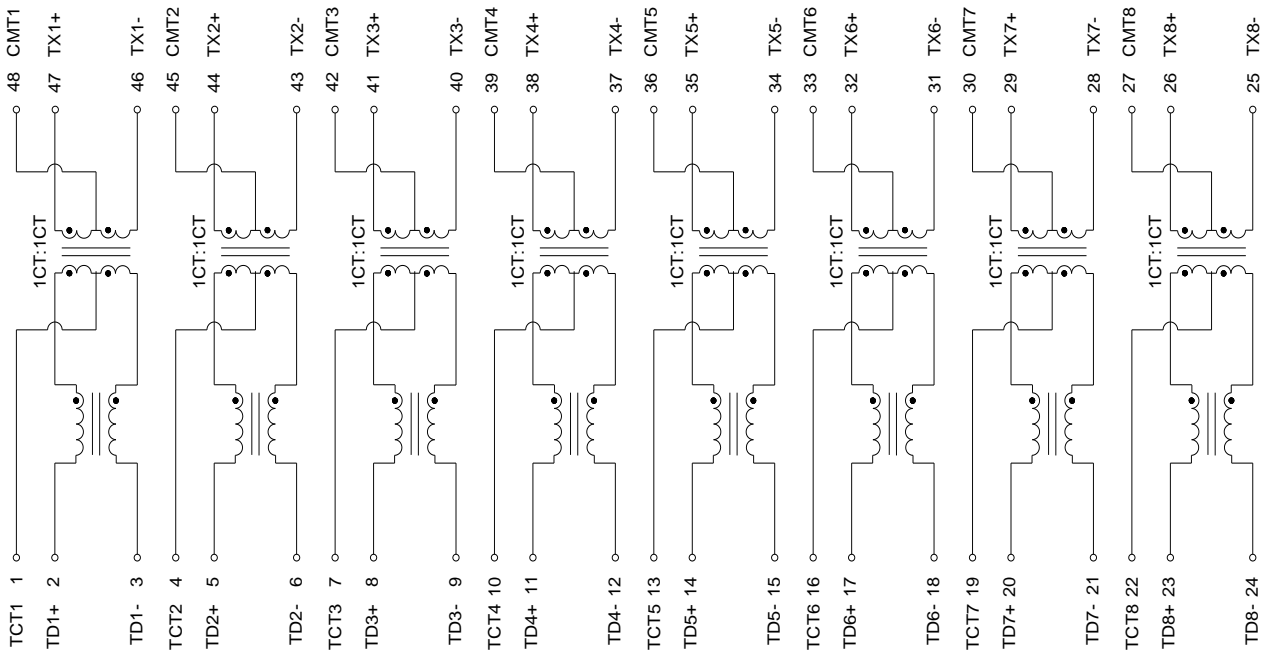 48 CMT1
47 TX1+
46 TX1-
45 CMT2
44 TX2+
43 TX2-
42 CMT3
41 TX3+
40 TX3-
39 CMT4
38 TX4+
37 TX4-
36 CMT5
35 TX5+
34 TX5-
33 CMT6
32 TX6+
31 TX6-
30 CMT7
29 TX7+
28 TX7-
27 CMT8
26 TX8+
25 TX8-
1CT:1CT
1CT:1CT
1CT:1CT
1CT:1CT
1CT:1CT
1CT:1CT
1CT:1CT
1CT:1CT
TCT1 1
TD1+ 2
TD1- 3
TCT2 4
TD2+ 5
TD2- 6
TCT3 7
TD3+ 8
TD3- 9
TCT4 10
TD4+ 11
TD4- 12
TCT5 13
TD5+ 14
TD5- 15
TCT6 16
TD6+ 17
TD6- 18
TCT7 19
TD7+ 20
TD7- 21
TCT8 22
TD8+ 23
TD8- 24